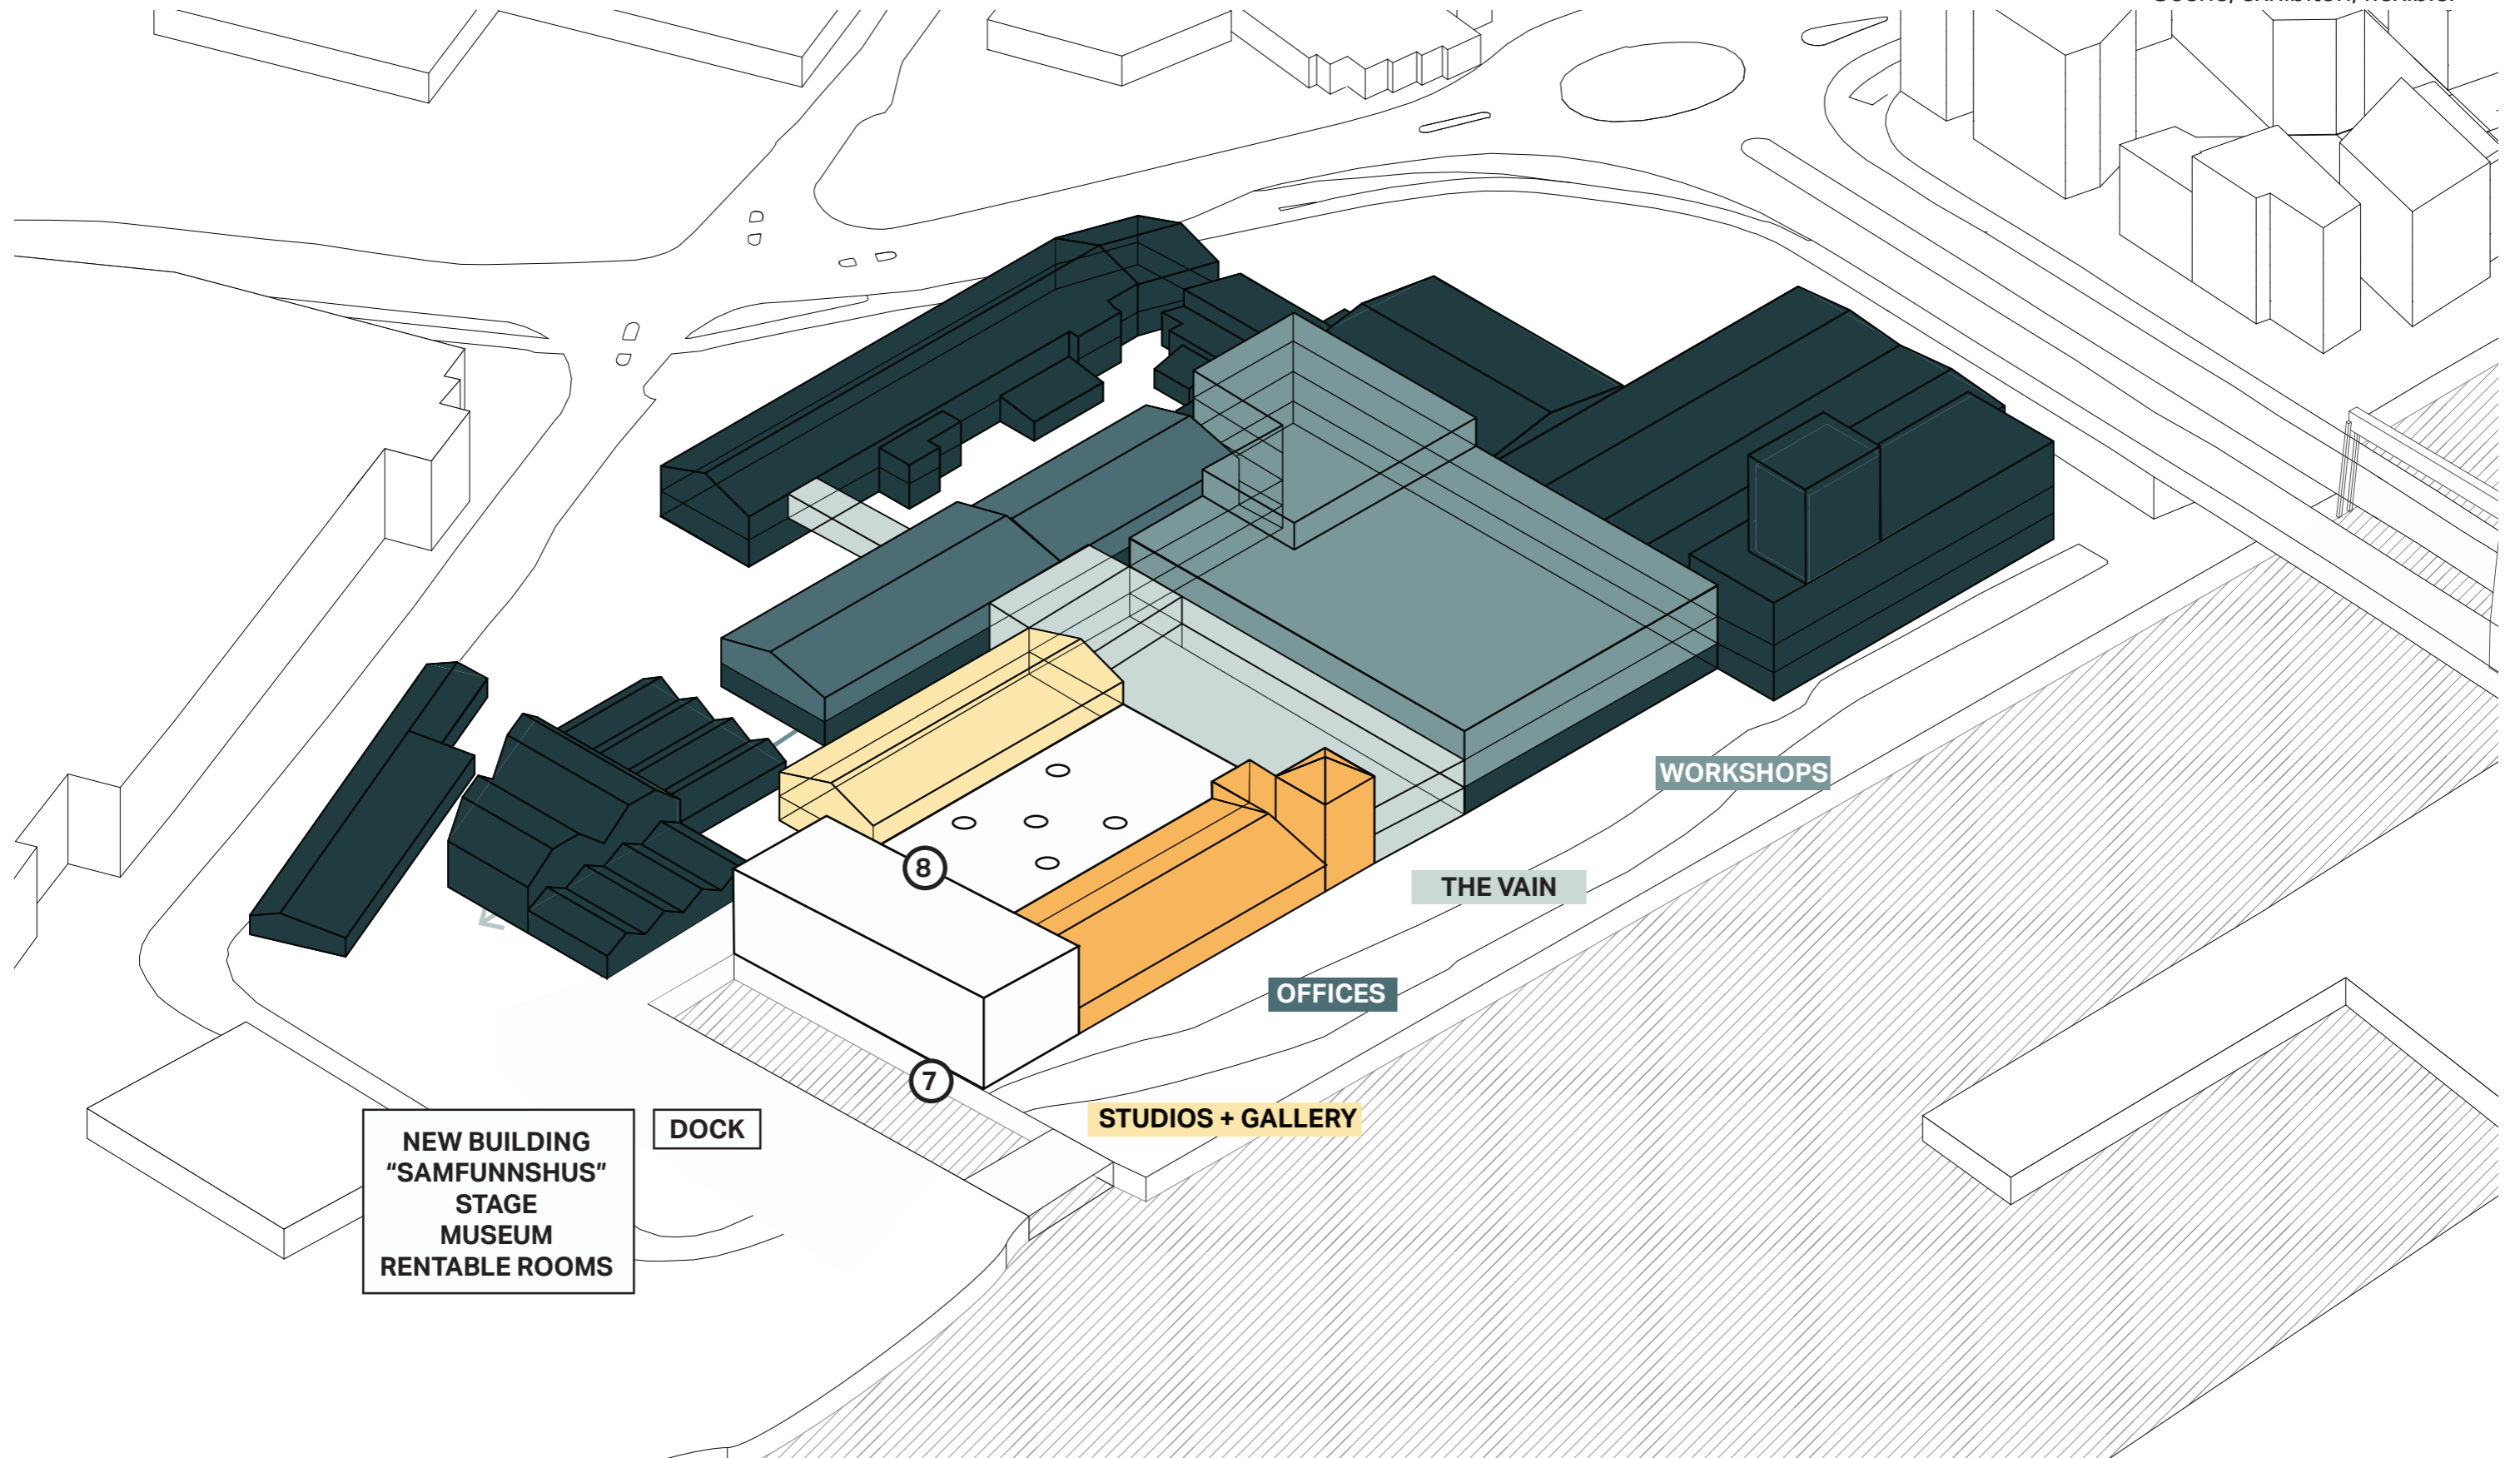 WORKSHOPS
THE VAIN
8
OFFICES
7
STUDIOS + GALLERY
DOCK
NEW BUILDING
“SAMFUNNSHUS”
STAGE
MUSEUM
RENTABLE ROOMS